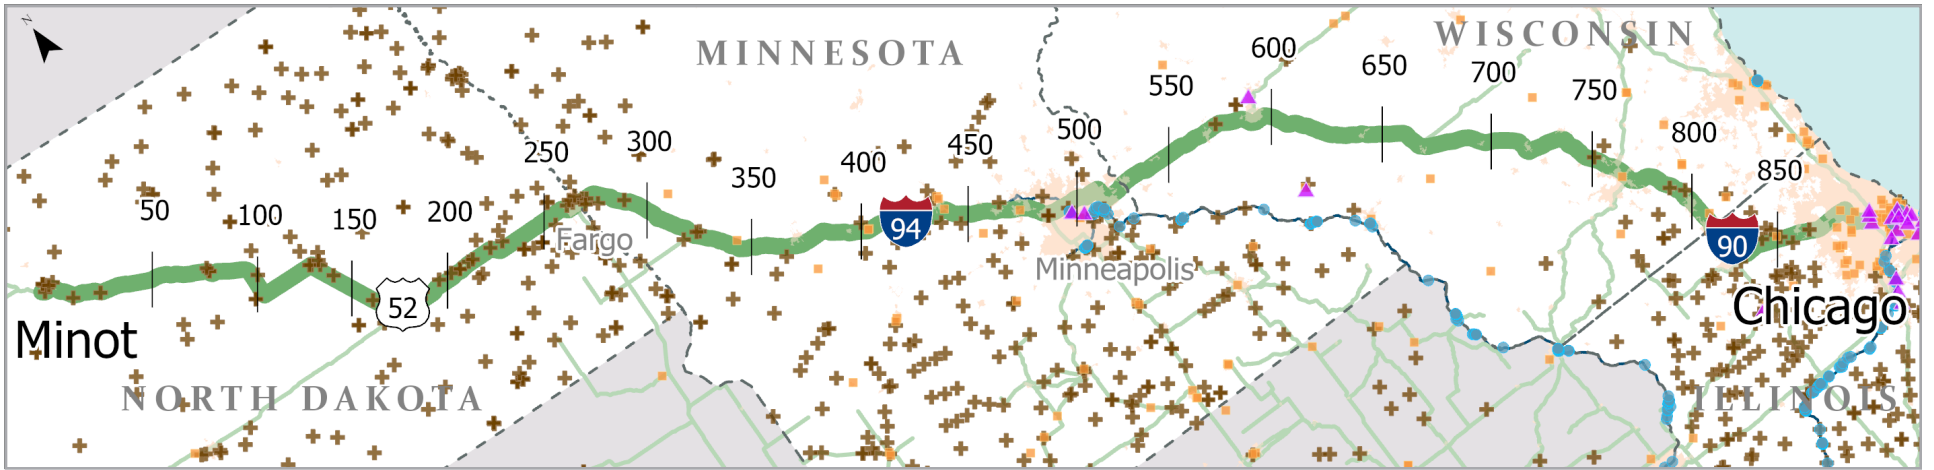 N
MINNESOTA
WISCONSIN
50
100
150
200
250
300
350
400
450
500
550
600
650
700
750
800
850
94
90
52
Fargo
Minneapolis
Minot
Chicago
NORTH DAKOTA
ILLINOIS